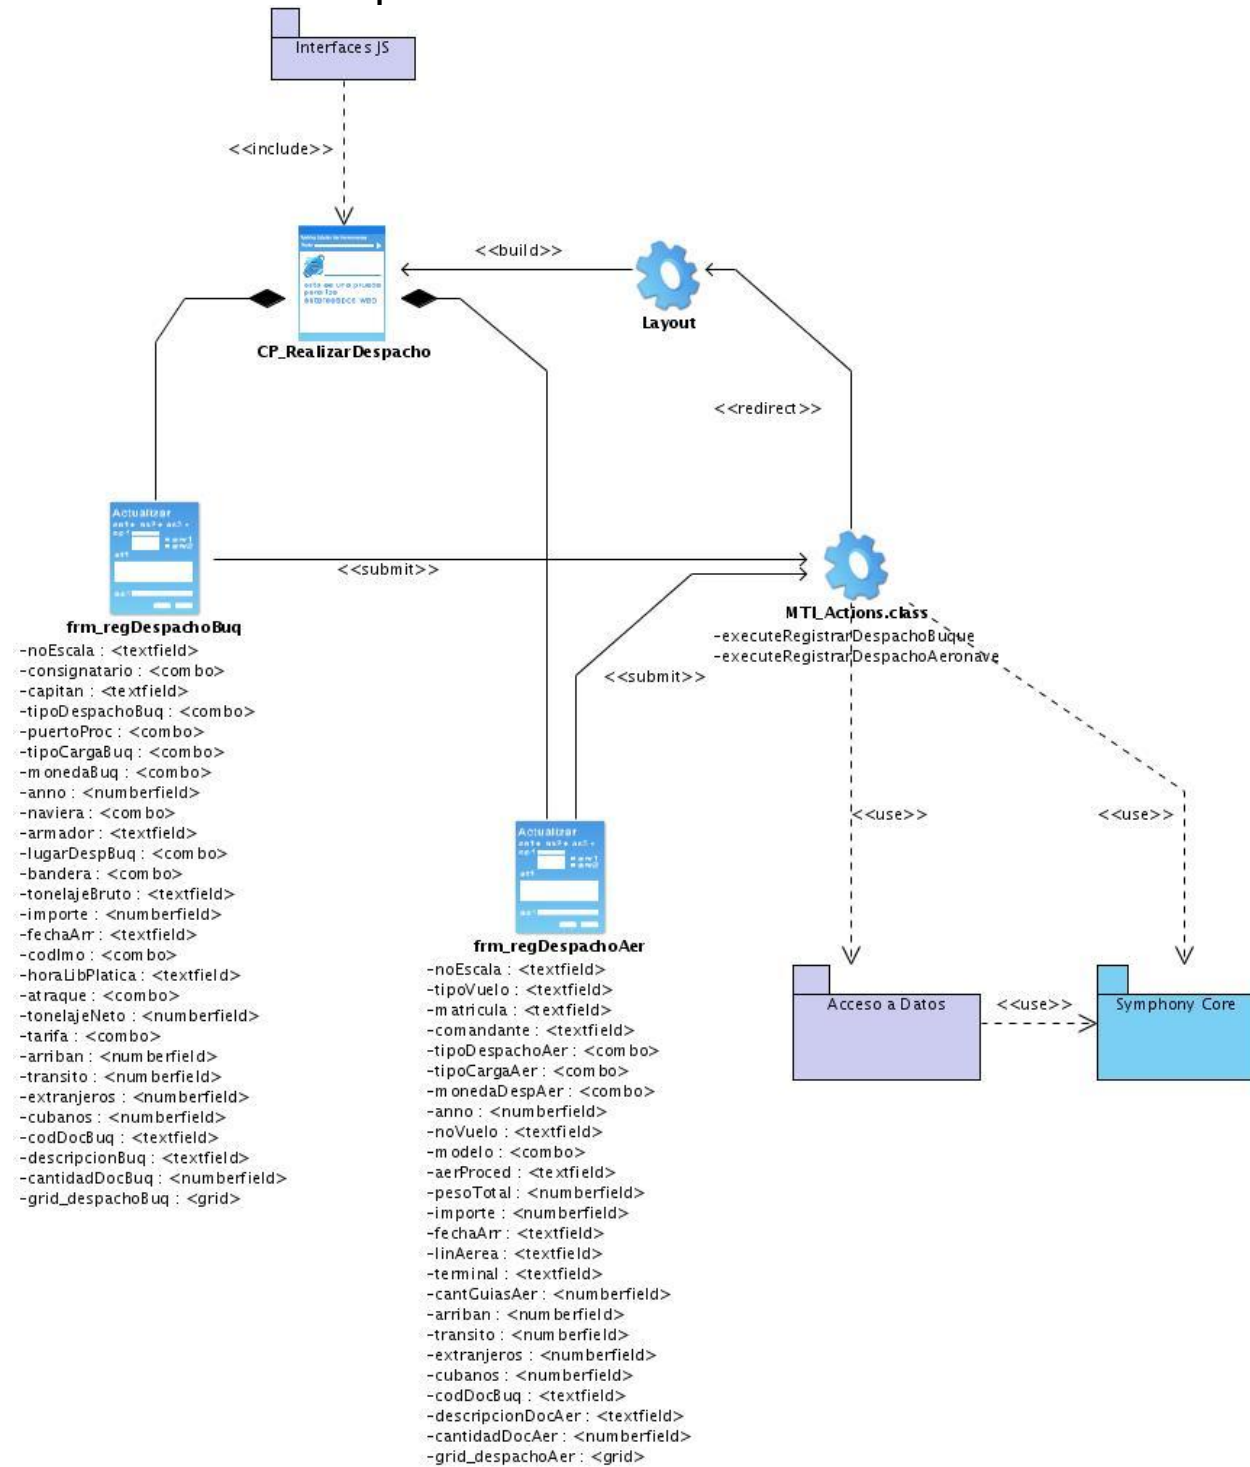 Interfaces JS
<<include>>
<<build>>
Layout
CP_RealizarDespacho
<<redirect>>
Actualizar
<<submit>>
frm_regDespachoBuq
-noEscala : <textfield>
-consignatario : <combo>
-capitan : <textfield>
-tipoDespachoBuq : <combo>
-puertoProc : <combo>
-tipoCargaBuq : <combo>
-monedaBuq : <combo>
-anno : <numberfield>
-naviera : <combo>
-armador : <textfield>
-lugarDespBuq : <combo>
-bandera : <combo>
-tonelajeBruto : <textfield>
-importe : <numberfield>
-fechaArr : <textfield>
-codImo : <combo>
-horaLibPlatica : <textfield>
-atraque : <combo>
-tonelajeNeto : <numberfield>
-tarifa : <combo>
-arriban : <numberfield>
-transito : <numberfield>
-extranjeros : <numberfield>
-cubanos : <numberfield>
-codDocBuq : <textfield>
-descripcionBuq : <textfield>
-cantidadDocBuq : <numberfield>
-grid_despachoBuq : <grid>
MTI_Actions.class
-executeRegistrarDespachoBuque
-executeRegistrarDespachoAeronave
<<submit>>
<<use>>
<<use>>
Actualizar
frm_regDespachoAer
-noEscala : <textfield>
-tipoVuelo : <textfield>
-matricula : <textfield>
-comandante : <textfield>
-tipoDespachoAer : <combo>
-tipoCargaAer : <combo>
-monedaDespAer : <combo>
-anno : <numberfield>
-noVuelo : <textfield>
-modelo : <combo>
-aerProced : <textfield>
-pesoTotal : <numberfield>
-importe : <numberfield>
-fechaArr : <textfield>
-linAerea : <textfield>
-terminal : <textfield>
-cantGuiasAer : <numberfield>
-arriban : <numberfield>
-transito : <numberfield>
-extranjeros : <numberfield>
-cubanos : <numberfield>
-codDocBuq : <textfield>
-descripcionDocAer : <textfield>
-cantidadDocAer : <numberfield>
-grid_despachoAer : <grid>
Acceso a Datos
<<use>>
Symphony Core